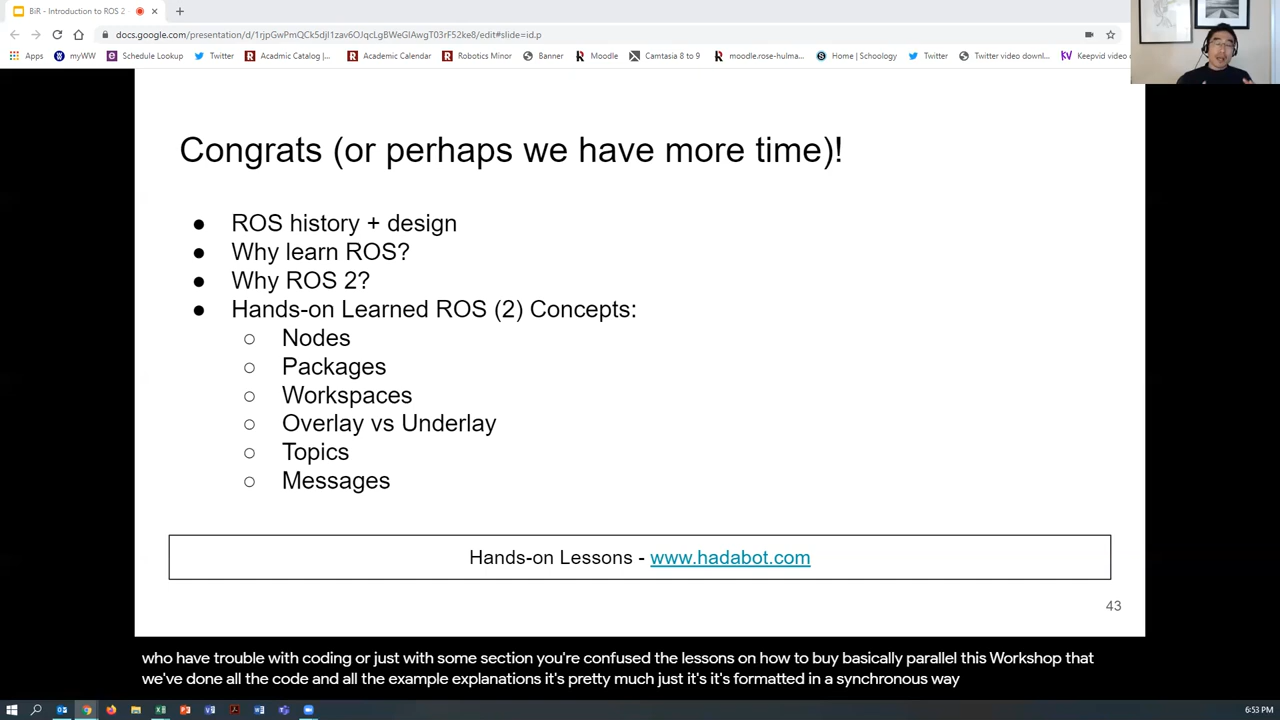 BiR - Introduction to ROS 2
docs.google.com/presentation/d/1rjpGwPmQCk5djI1zav6OJqcLgBWeGIAwgT03rF52ke8/edit#slide=id.p
Apps myWW Schedule Lookup Twitter Acadmic Catalog |... Academic Calendar Robotics Minor Banner Moodle Camtasia 8 to 9 moodle.rose-hulma... Home | Schoology Twitter Twitter video downl... Keepvid video
Congrats (or perhaps we have more time)!
● ROS history + design
● Why learn ROS?
● Why ROS 2?
● Hands-on Learned ROS (2) Concepts:
○ Nodes
○ Packages
○ Workspaces
○ Overlay vs Underlay
○ Topics
○ Messages
Hands-on Lessons - www.hadabot.com
43
who have trouble with coding or just with some section you're confused the lessons on how to buy basically parallel this Workshop that
we've done all the code and all the example explanations it's pretty much just it's it's formatted in a synchronous way
6:53 PM